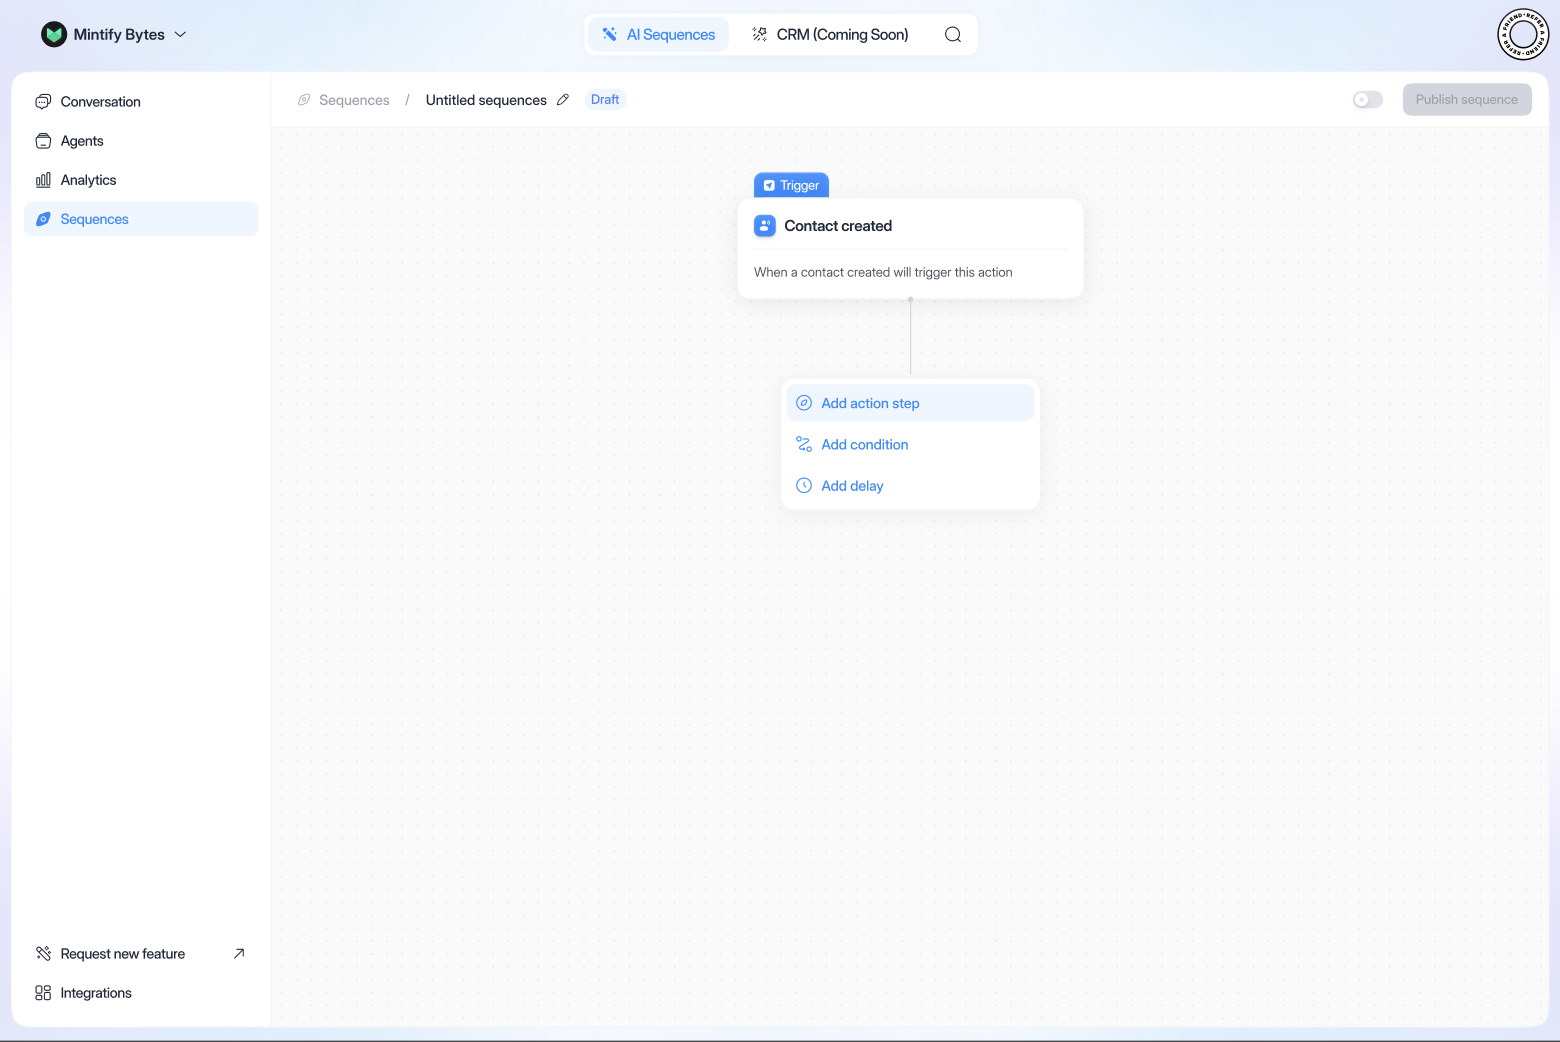 Mintify Bytes
AI Sequences
CRM (Coming Soon)
REFER A FRIEND • REFER A FRIEND •
Conversation
Agents
Analytics
Sequences
Sequences / Untitled sequences
Draft
Publish sequence
Trigger
Contact created
When a contact created will trigger this action
Add action step
Add condition
Add delay
Request new feature
Integrations